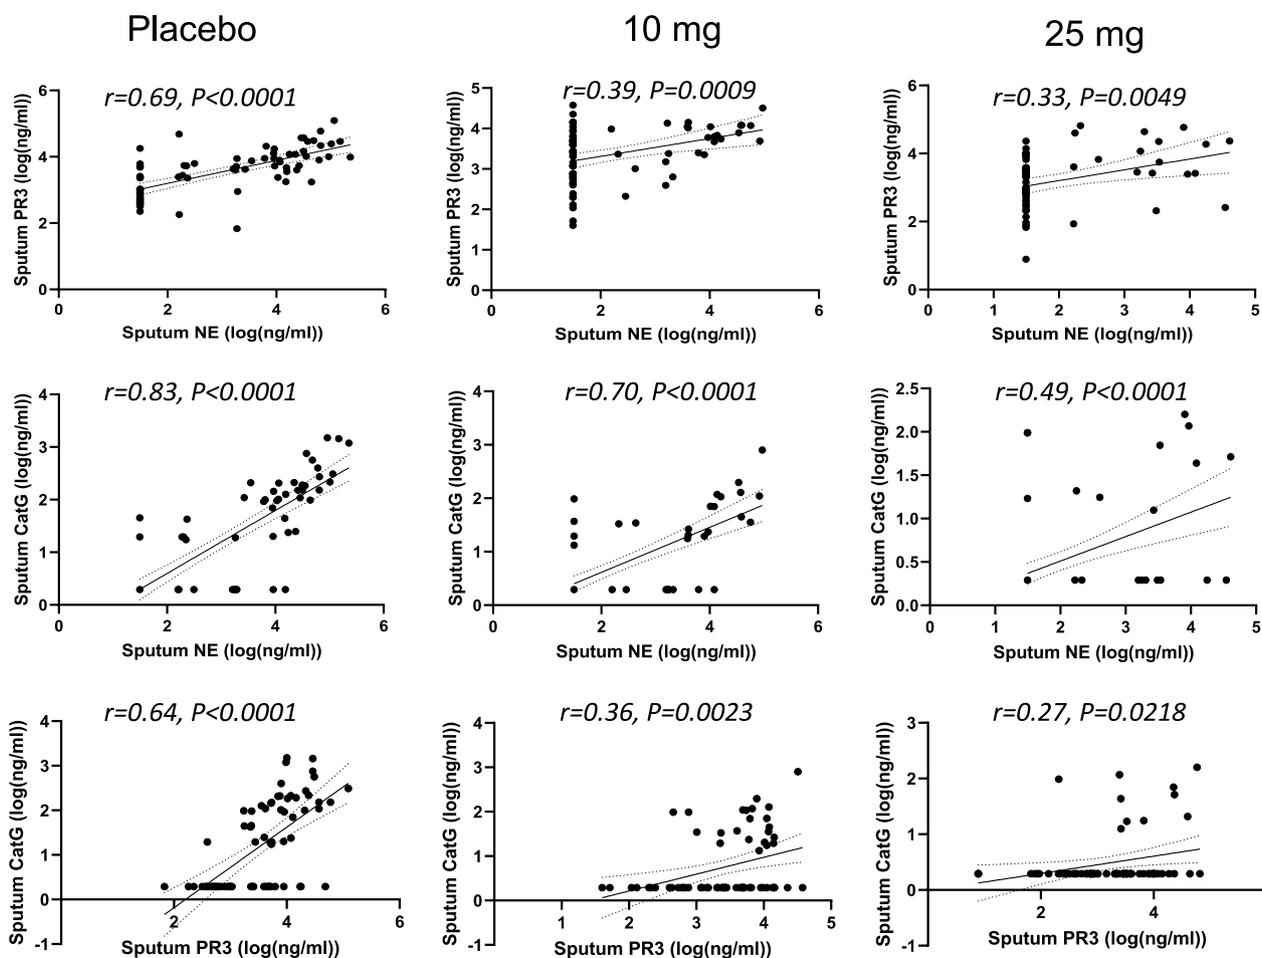 Placebo
10 mg
25 mg
r=0.69, P<0.0001
Sputum PR3 (log(ng/ml))
6
4
2
0
0
2
4
6
Sputum NE (log(ng/ml))
r=0.39, P=0.0009
Sputum PR3 (log(ng/ml))
5
4
3
2
1
0
0
2
4
6
Sputum NE (log(ng/ml))
r=0.33, P=0.0049
Sputum PR3 (log(ng/ml))
6
4
2
0
0
1
2
3
4
5
Sputum NE (log(ng/ml))
r=0.83, P<0.0001
Sputum CatG (log(ng/ml))
4
3
2
1
0
0
2
4
6
Sputum NE (log(ng/ml))
r=0.70, P<0.0001
Sputum CatG (log(ng/ml))
4
3
2
1
0
0
2
4
6
Sputum NE (log(ng/ml))
r=0.49, P<0.0001
Sputum CatG (log(ng/ml))
2.5
2.0
1.5
1.0
0.5
0.0
0
1
2
3
4
5
Sputum NE (log(ng/ml))
r=0.64, P<0.0001
Sputum CatG (log(ng/ml))
4
3
2
1
0
-1
2
4
6
Sputum PR3 (log(ng/ml))
r=0.36, P=0.0023
Sputum CatG (log(ng/ml))
4
3
2
1
0
-1
1
2
3
4
5
Sputum PR3 (log(ng/ml))
r=0.27, P=0.0218
Sputum CatG (log(ng/ml))
3
2
1
0
-1
2
4
Sputum PR3 (log(ng/ml))